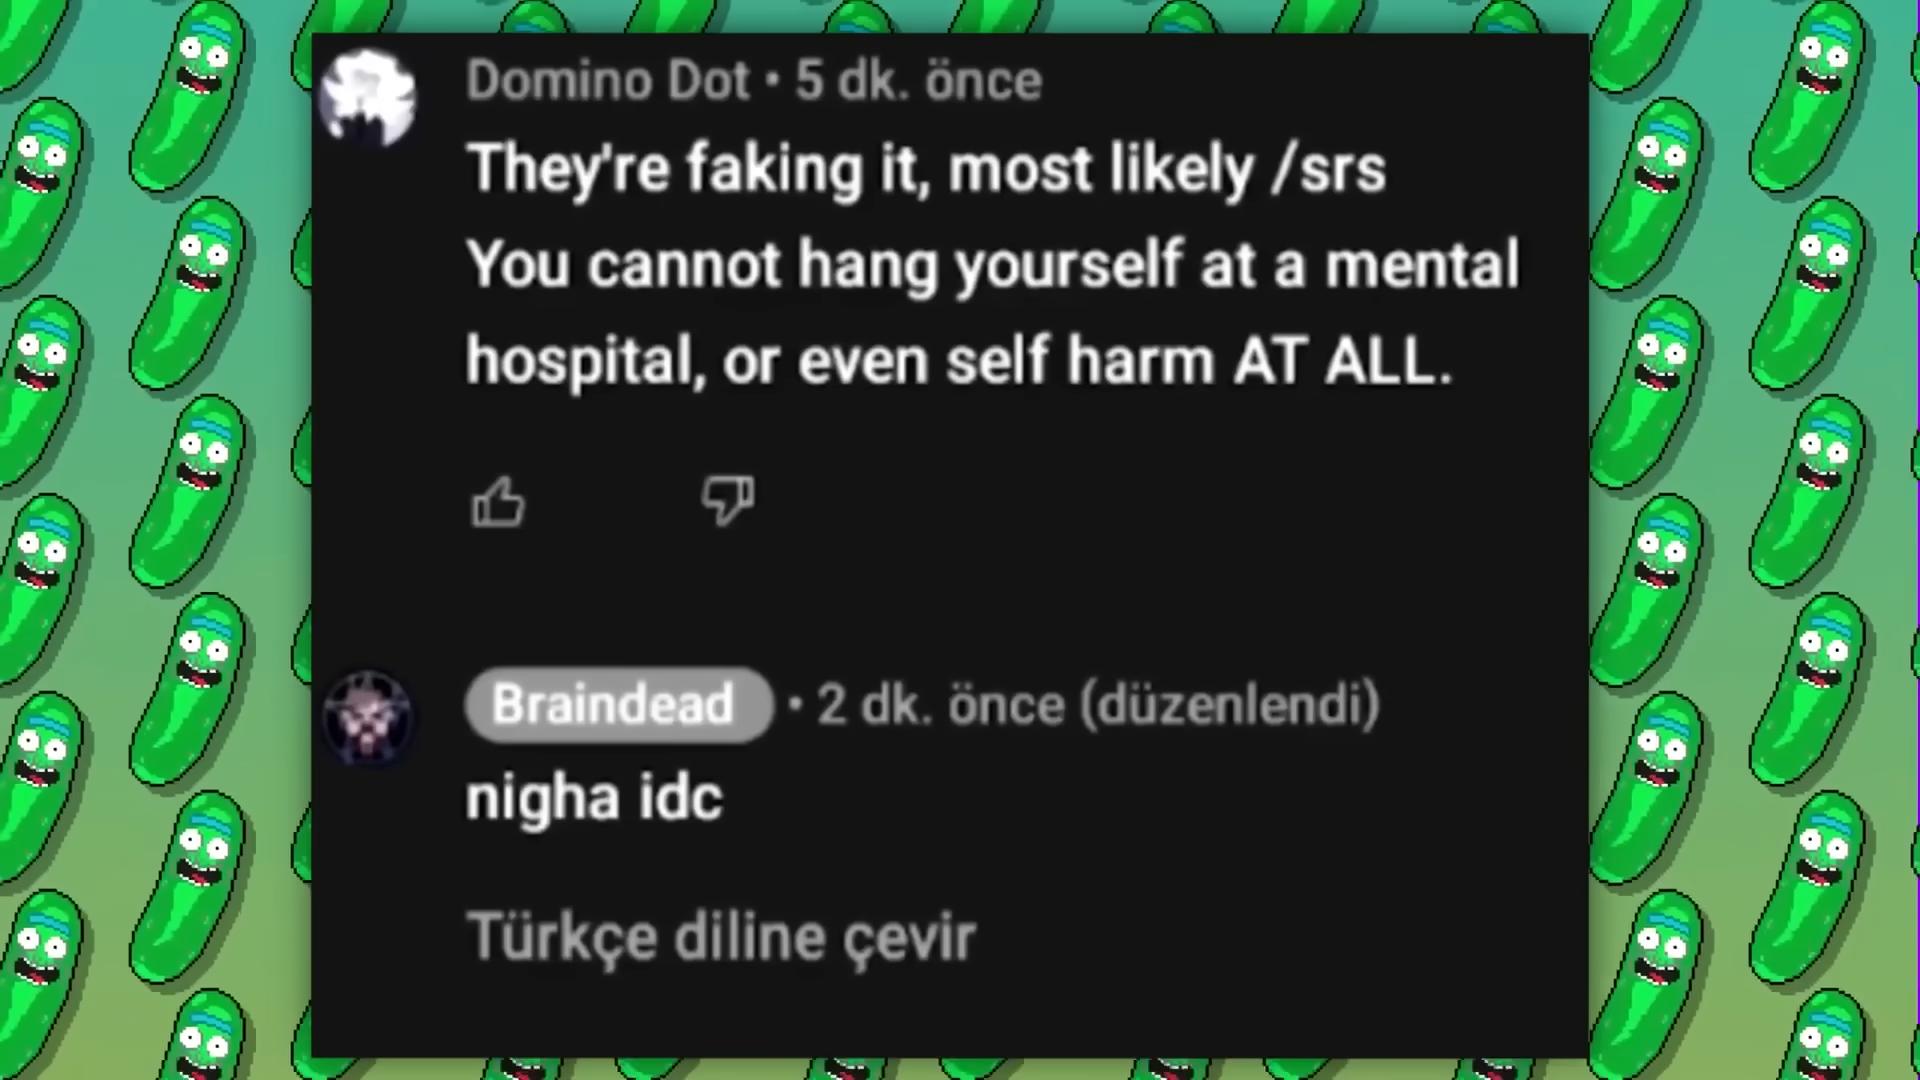 Domino Dot • 5 dk. önce
They're faking it, most likely /srs
You cannot hang yourself at a mental
hospital, or even self harm AT ALL.
Braindead • 2 dk. önce (düzenlendi)
nigha idc
Türkçe diline çevir